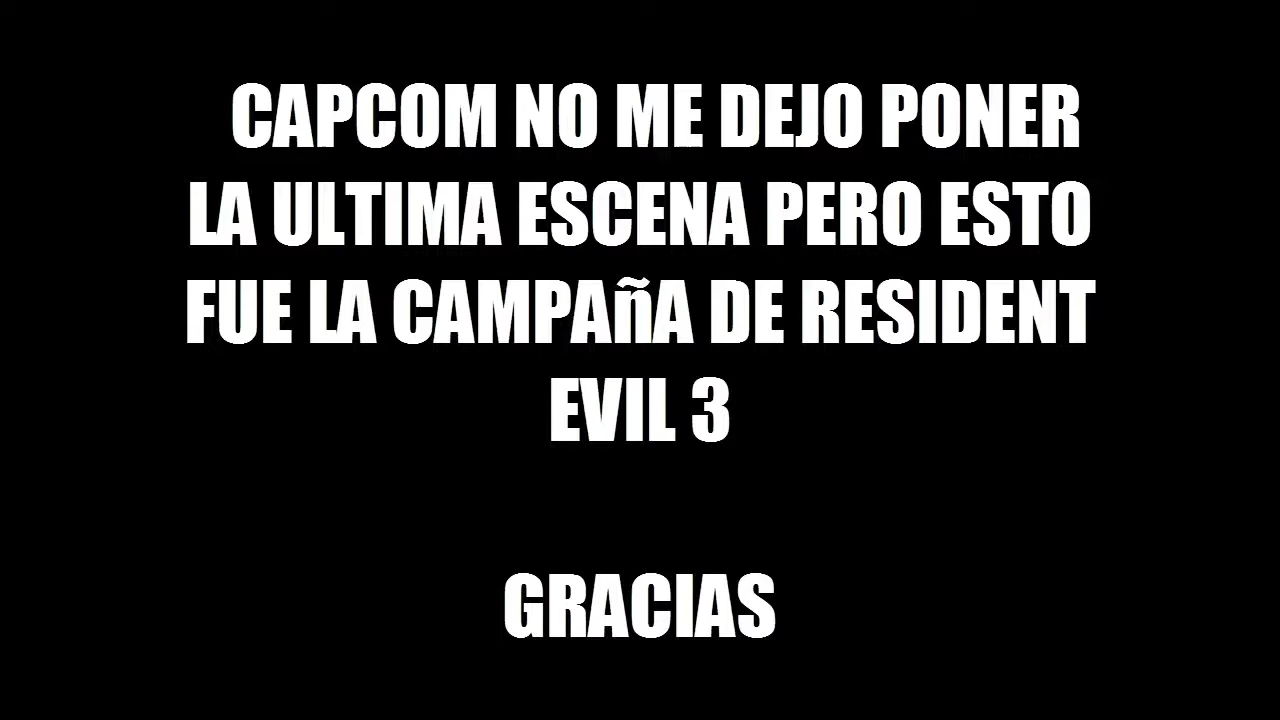 CAPCOM NO ME DEJO PONER
LA ULTIMA ESCENA PERO ESTO
FUE LA CAMPAñA DE RESIDENT
EVIL 3
GRACIAS